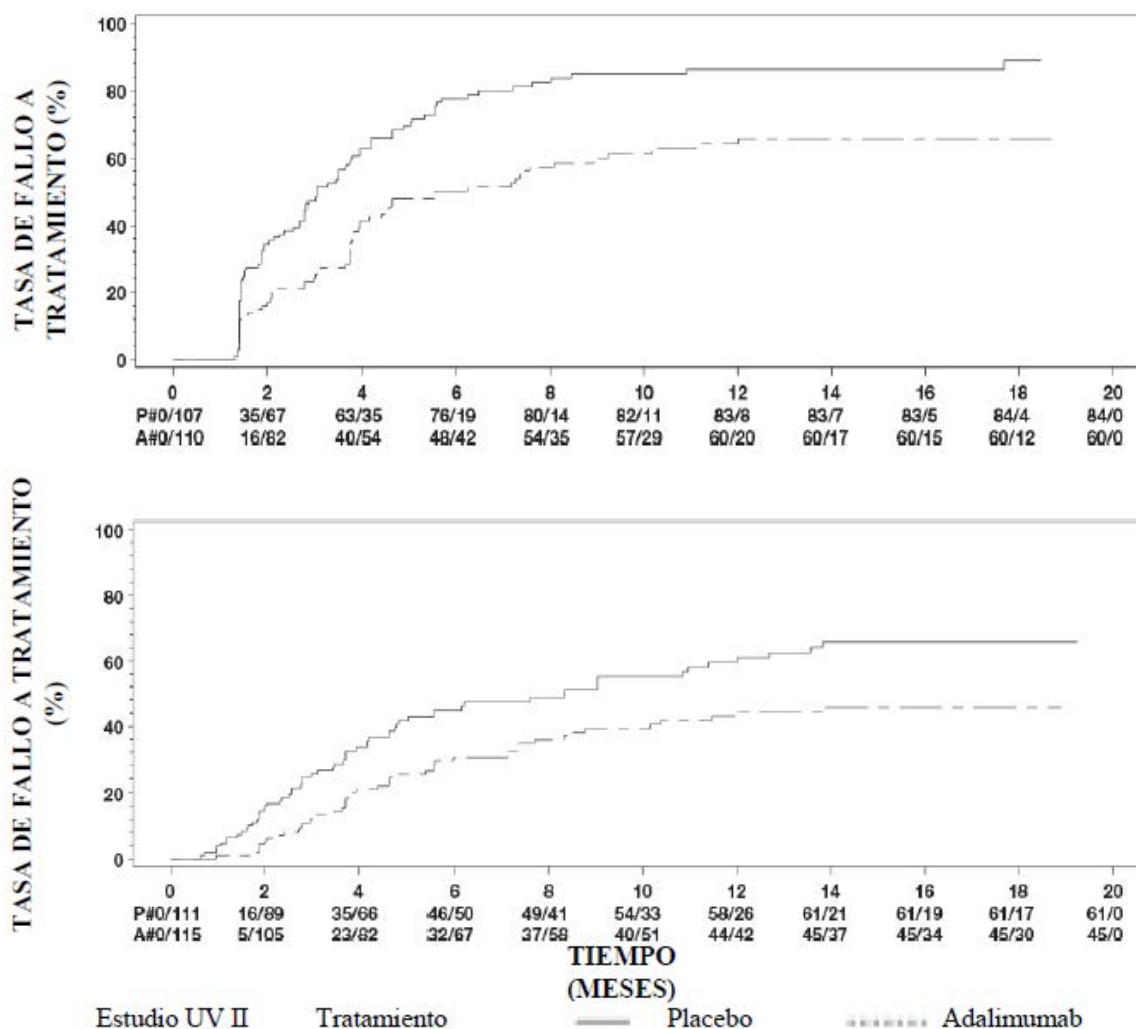 TASA DE FALLO A
TRATAMIENTO (%)
100
80
60
40
20
0
0 2 4 6 8 10 12 14 16 18 20
P#0/107 35/67 63/35 76/19 80/14 82/11 83/8 83/7 83/5 84/4 84/0
A#0/110 16/82 40/54 48/42 54/35 57/29 60/20 60/17 60/15 60/12 60/0
TASA DE FALLO A TRATAMIENTO
(%)
100
80
60
40
20
0
0 2 4 6 8 10 12 14 16 18 20
P#0/111 16/89 35/66 46/50 49/41 54/33 58/26 61/21 61/19 61/17 61/0
A#0/115 5/105 23/82 32/67 37/58 40/51 44/42 45/37 45/34 45/30 45/0
TIEMPO
(MESES)
Estudio UV II Tratamiento Placebo Adalimumab